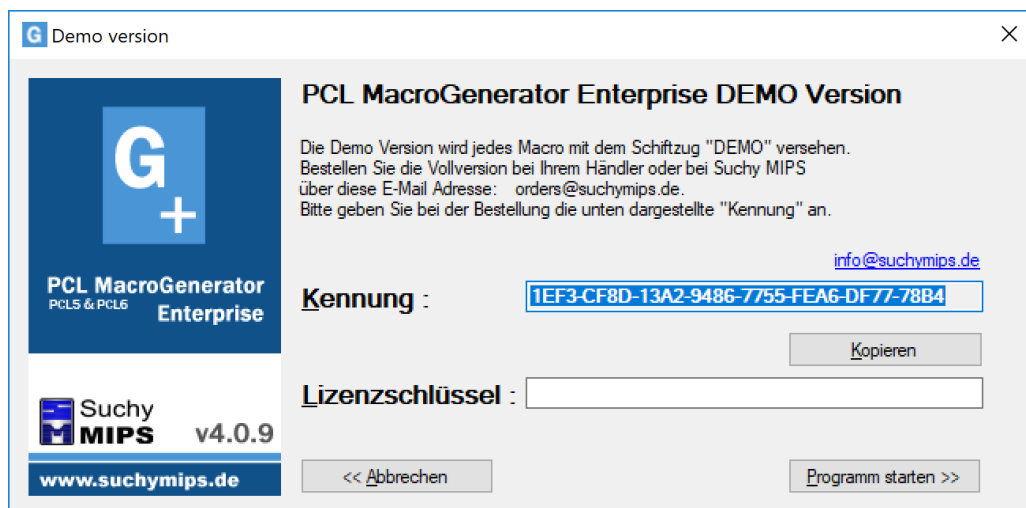 G Demo version
G
+
PCL MacroGenerator
PCL5 & PCL6
Enterprise
Suchy
MIPS v4.0.9
www.suchymips.de
PCL MacroGenerator Enterprise DEMO Version
Die Demo Version wird jedes Macro mit dem Schiftzug "DEMO" versehen.
Bestellen Sie die Vollversion bei Ihrem Händler oder bei Suchy MIPS
über diese E-Mail Adresse: orders@suchymips.de.
Bitte geben Sie bei der Bestellung die unten dargestellte "Kennung" an.
info@suchymips.de
Kennung : 1EF3-CF8D-13A2-9486-7755-FEA6-DF77-78B4
Kopieren
Lizenzschlüssel :
<< Abbrechen
Programm starten >>